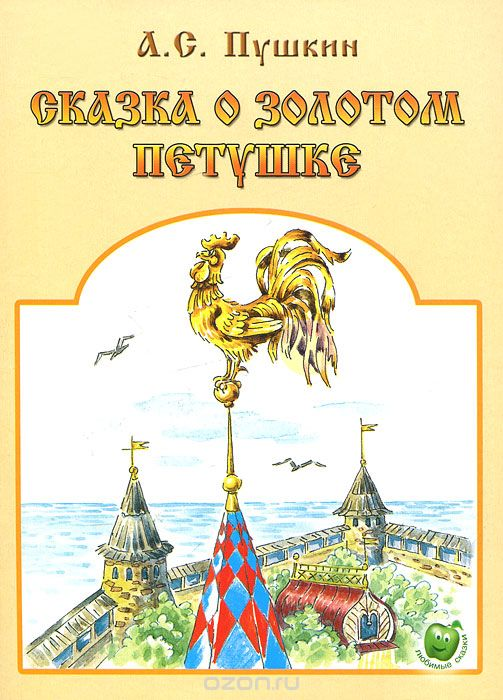 А.С. Пушкин
Сказка о золотом
петушке
любимые сказки
ozon.ru